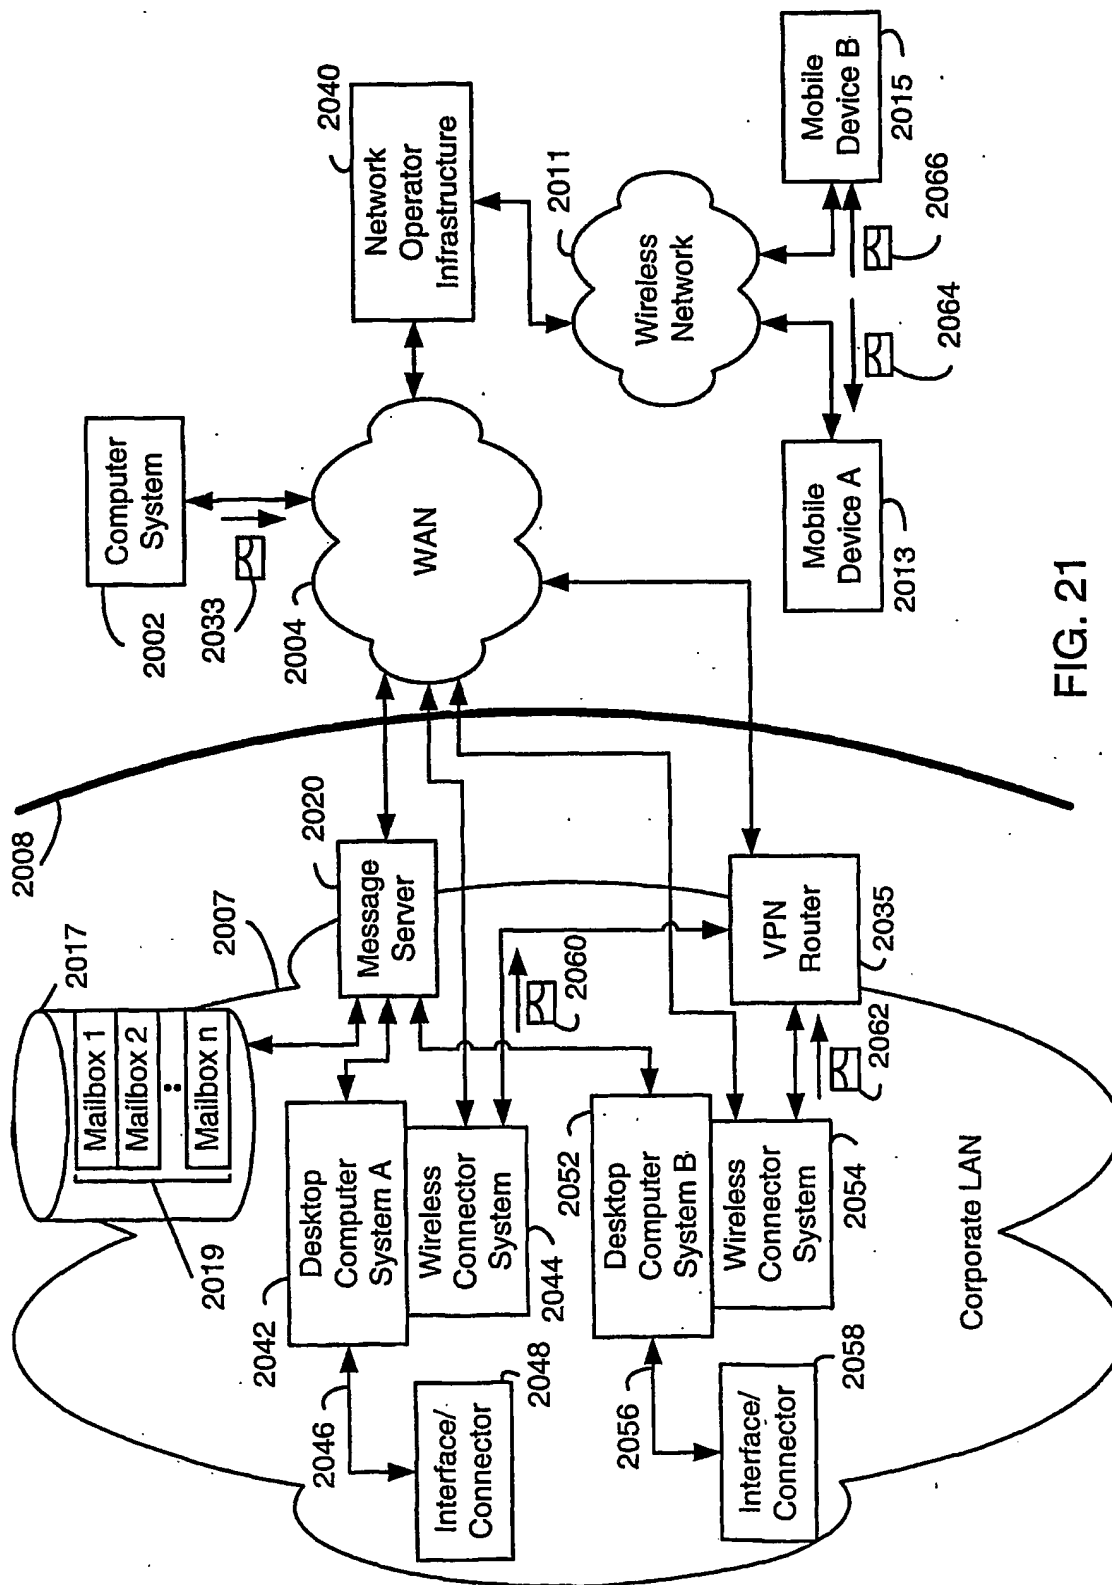 2008
2017
2007
Mailbox 1
Mailbox 2
Mailbox n
2019
2020
Message
Server
2042
Desktop
Computer
System A
Wireless
Connector
System
2044
2046
Interface/
Connector
2048
2060
2052
Desktop
Computer
System B
Wireless
Connector
System
2054
2056
Interface/
Connector
2058
2062
VPN
Router
2035
Corporate LAN
Computer
System
2002
2033
2004
WAN
Network
Operator
Infrastructure
2040
2011
Wireless
Network
Mobile
Device A
2013
Mobile
Device B
2015
2064
2066
FIG. 21